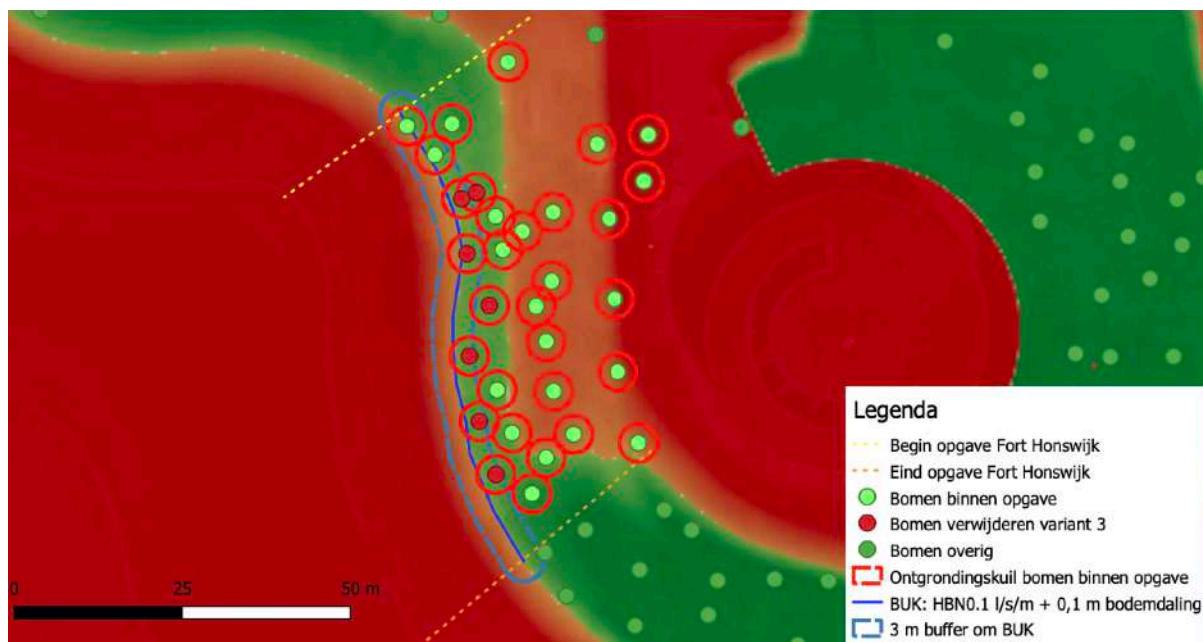 Legenda
Begin opgave Fort Honswijk
Eind opgave Fort Honswijk
Bomen binnen opgave
Bomen verwijderen variant 3
Bomen overig
Ontgrondingskuil bomen binnen opgave
BUK: HBN0.1 l/s/m + 0,1 m bodemdaling
3 m buffer om BUK
0 25 50 m